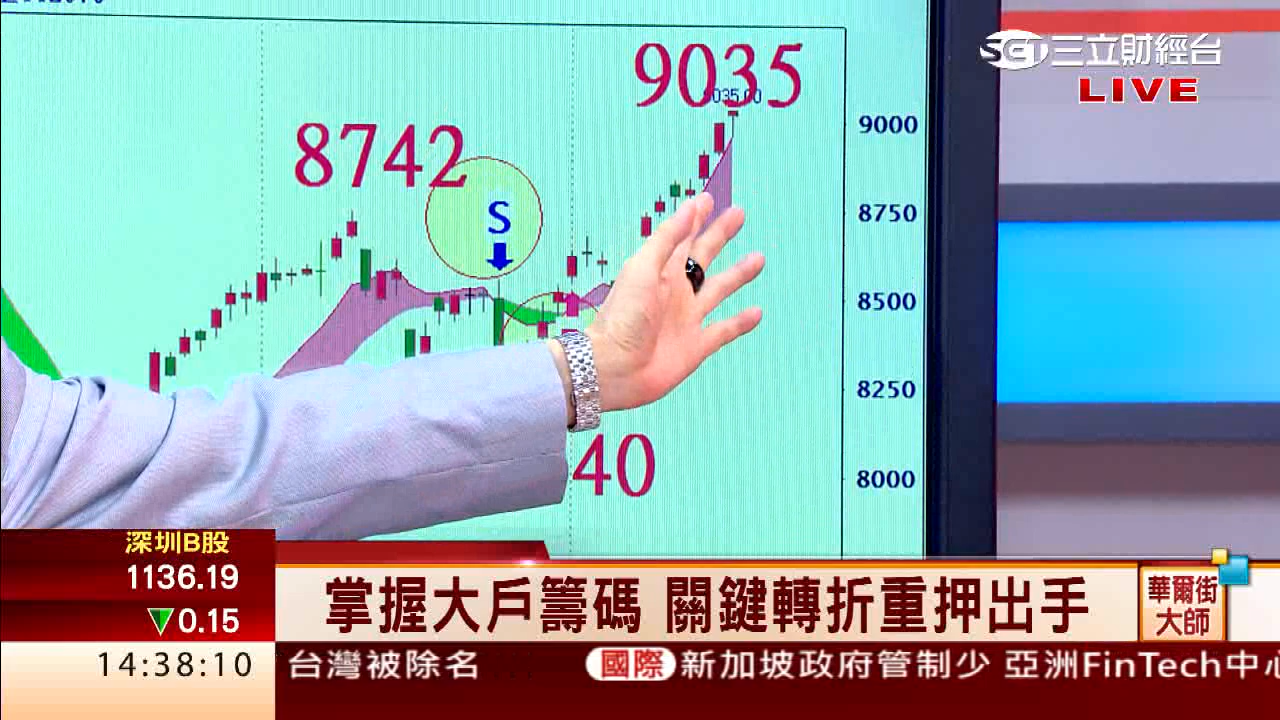 9035
9035.00
8742
S
40
9000
8750
8500
8250
8000
SET三立財經台
LIVE
深圳B股
1136.19
▼0.15
掌握大戶籌碼 關鍵轉折重押出手
華爾街
大師
14:38:10
台灣被除名 ... 國際 新加坡政府管制少 亞洲FinTech中心